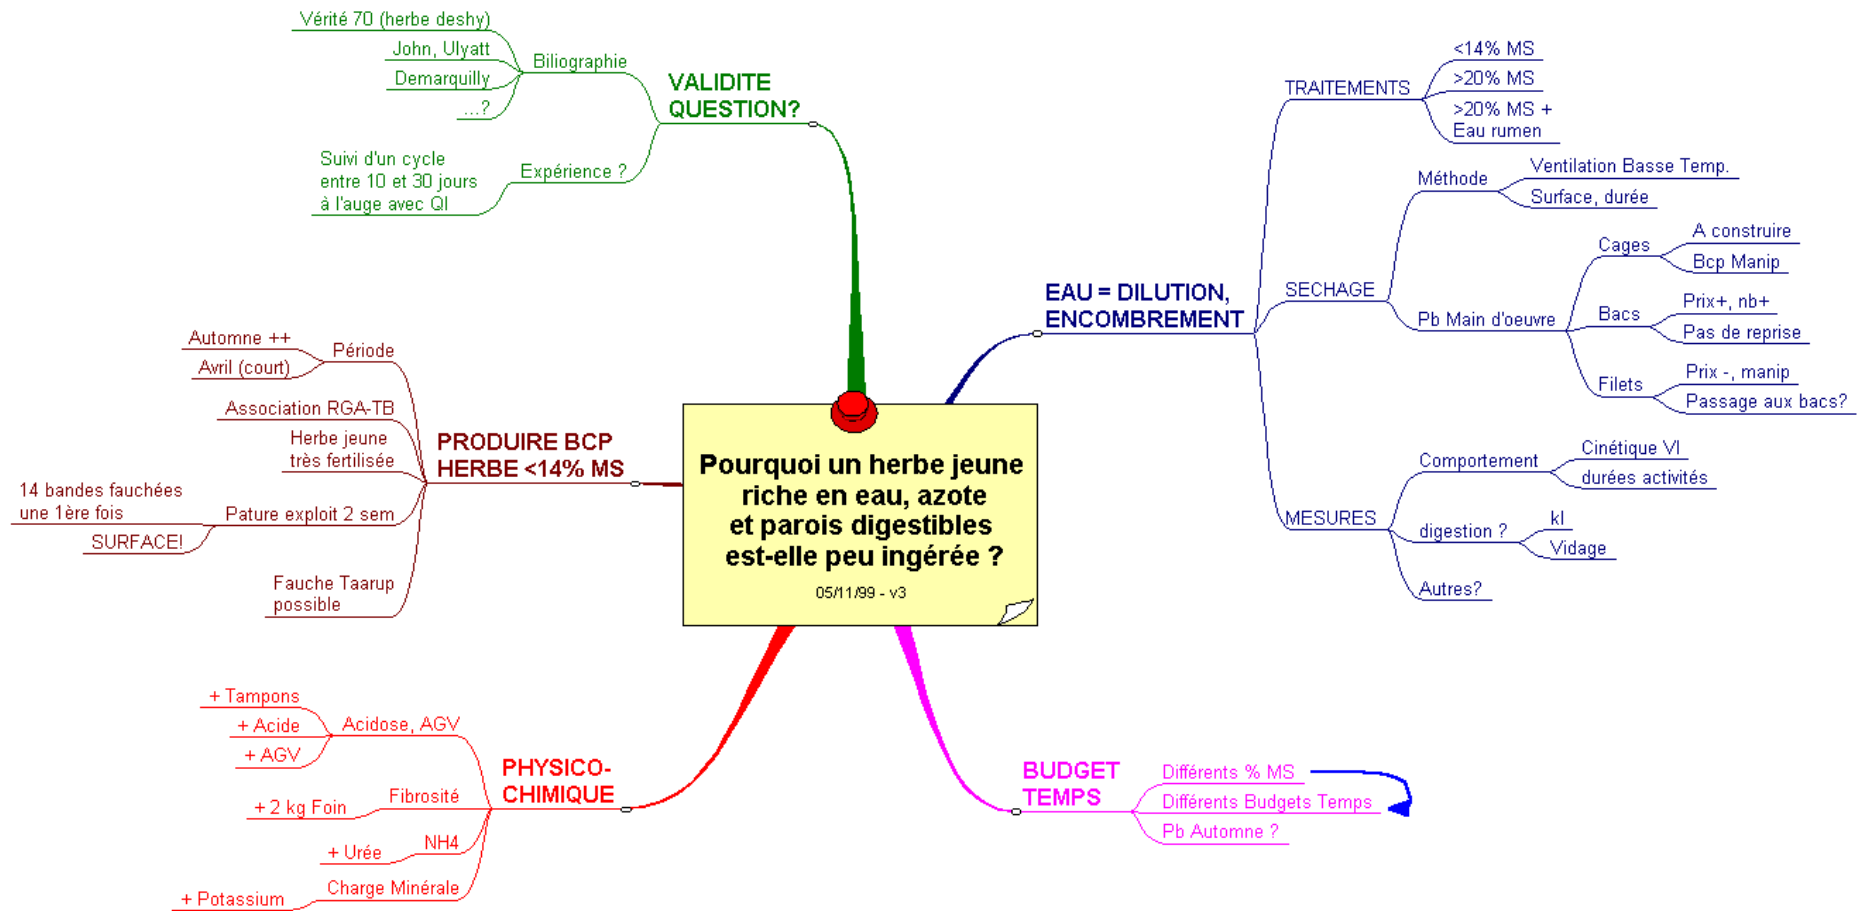 Pourquoi un herbe jeune
riche en eau, azote
et parois digestibles
est-elle peu ingérée ?
05/11/99 - v3
VALIDITE
QUESTION?
Biliographie
Vérité 70 (herbe deshy)
John, Ulyatt
Demarquilly
...?
Expérience ?
Suivi d'un cycle
entre 10 et 30 jours
à l'auge avec QI
EAU = DILUTION,
ENCOMBREMENT
TRAITEMENTS
<14% MS
>20% MS
>20% MS +
Eau rumen
SECHAGE
Méthode
Ventilation Basse Temp.
Surface, durée
Pb Main d'oeuvre
Cages
A construire
Bcp Manip
Bacs
Prix+, nb+
Pas de reprise
Filets
Prix -, manip
Passage aux bacs?
MESURES
Comportement
Cinétique VI
durées activités
digestion ?
kl
Vidage
Autres?
BUDGET
TEMPS
Différents % MS
Différents Budgets Temps
Pb Automne ?
PHYSICO-
CHIMIQUE
Acidose, AGV
+ Tampons
+ Acide
+ AGV
Fibrosité
+ 2 kg Foin
NH4
+ Urée
Charge Minérale
+ Potassium
PRODUIRE BCP
HERBE <14% MS
Période
Automne ++
Avril (court)
Association RGA-TB
Herbe jeune
très fertilisée
Pature exploit 2 sem
14 bandes fauchées
une 1ère fois
SURFACE!
Fauche Taarup
possible